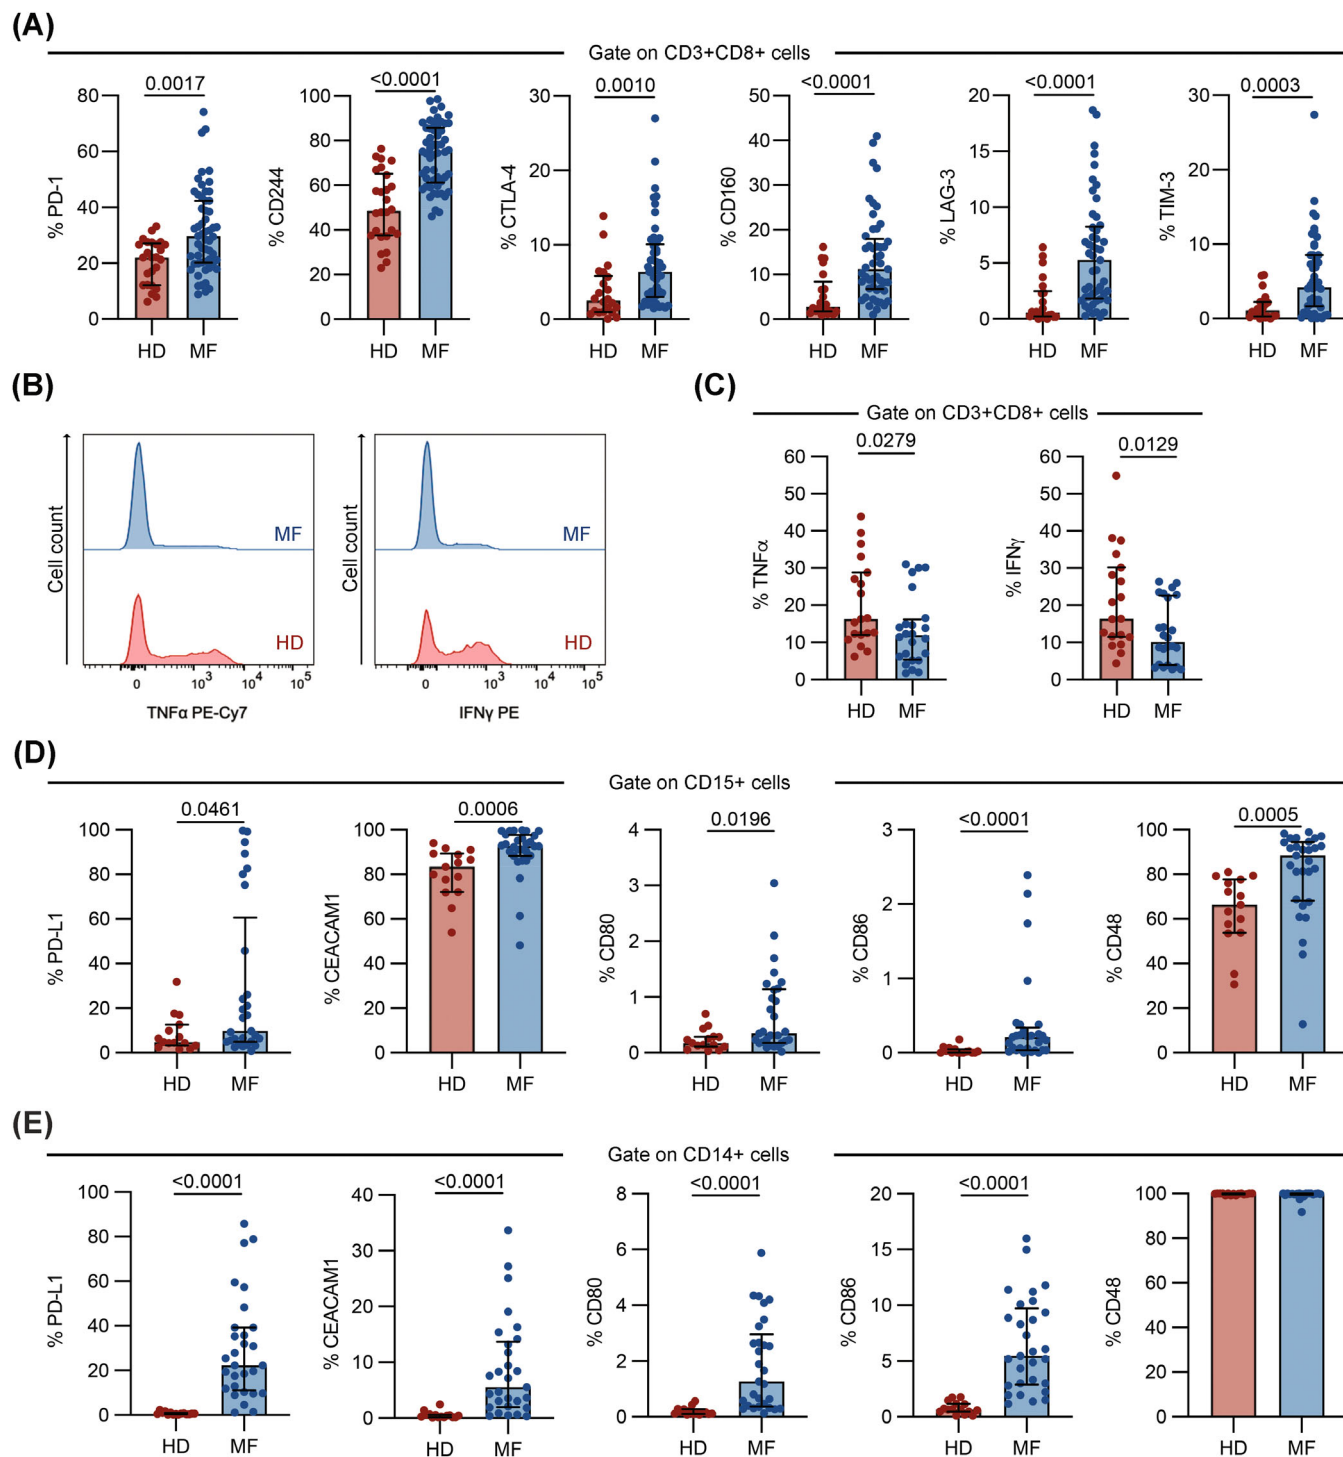 (A)
Gate on CD3+CD8+ cells
0.0017
<0.0001
0.0010
<0.0001
<0.0001
0.0003
% PD-1
80
60
40
20
0
HD
MF
% CD244
100
80
60
40
20
0
HD
MF
% CTLA-4
30
20
10
0
HD
MF
% CD160
50
40
30
20
10
0
HD
MF
% LAG-3
20
15
10
5
0
HD
MF
% TIM-3
30
20
10
0
HD
MF
(B)
Cell count
MF
HD
0
10³
10⁴
10⁵
TNFα PE-Cy7
Cell count
MF
HD
0
10³
10⁴
10⁵
IFNγ PE
(C)
Gate on CD3+CD8+ cells
0.0279
0.0129
% TNFα
60
50
40
30
20
10
0
HD
MF
% IFNγ
60
50
40
30
20
10
0
HD
MF
(D)
Gate on CD15+ cells
0.0461
0.0006
0.0196
<0.0001
0.0005
% PD-L1
100
80
60
40
20
0
HD
MF
% CEACAM1
100
80
60
40
20
0
HD
MF
% CD80
4
3
2
1
0
HD
MF
% CD86
3
2
1
0
HD
MF
% CD48
100
80
60
40
20
0
HD
MF
(E)
Gate on CD14+ cells
<0.0001
<0.0001
<0.0001
<0.0001
% PD-L1
100
80
60
40
20
0
HD
MF
% CEACAM1
40
30
20
10
0
HD
MF
% CD80
8
6
4
2
0
HD
MF
% CD86
20
15
10
5
0
HD
MF
% CD48
100
80
60
40
20
0
HD
MF